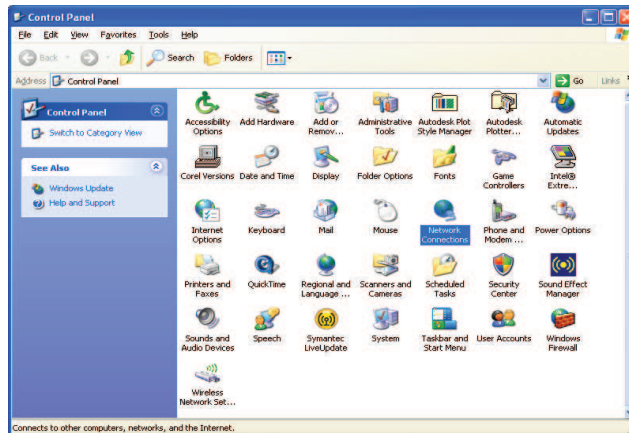 Control Panel
File Edit View Favorites Tools Help
Back Search Folders
Address Control Panel Go Links
Control Panel
Switch to Category View
See Also
Windows Update
Help and Support
Accessibility Options
Add Hardware
Add or Remov...
Administrative Tools
Autodesk Plot Style Manager
Autodesk Plotter...
Automatic Updates
Corel Versions
Date and Time
Display
Folder Options
Fonts
Game Controllers
Intel® Extre...
Internet Options
Keyboard
Mail
Mouse
Network Connections
Phone and Modem ...
Power Options
Printers and Faxes
QuickTime
Regional and Language ...
Scanners and Cameras
Scheduled Tasks
Security Center
Sound Effect Manager
Sounds and Audio Devices
Speech
Symantec LiveUpdate
System
Taskbar and Start Menu
User Accounts
Windows Firewall
Wireless Network Set...
Connects to other computers, networks, and the Internet.